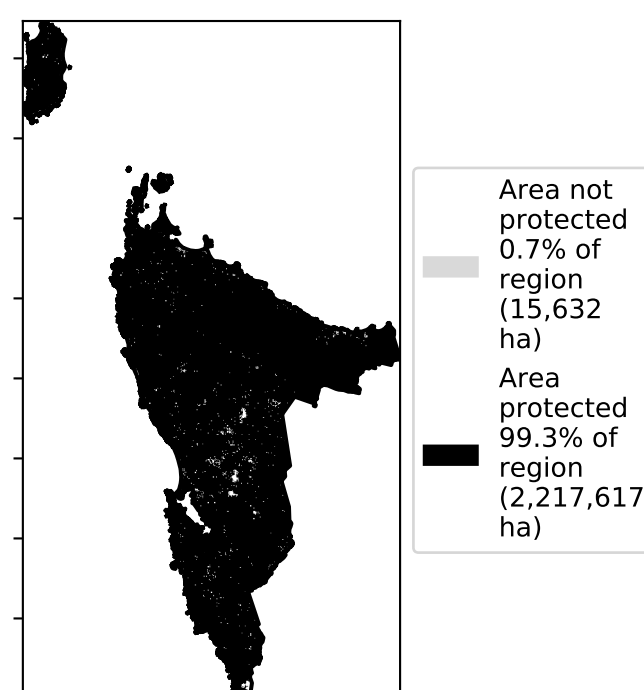 Area not
protected
0.7% of
region
(15,632
ha)
Area
protected
99.3% of
region
(2,217,617
ha)